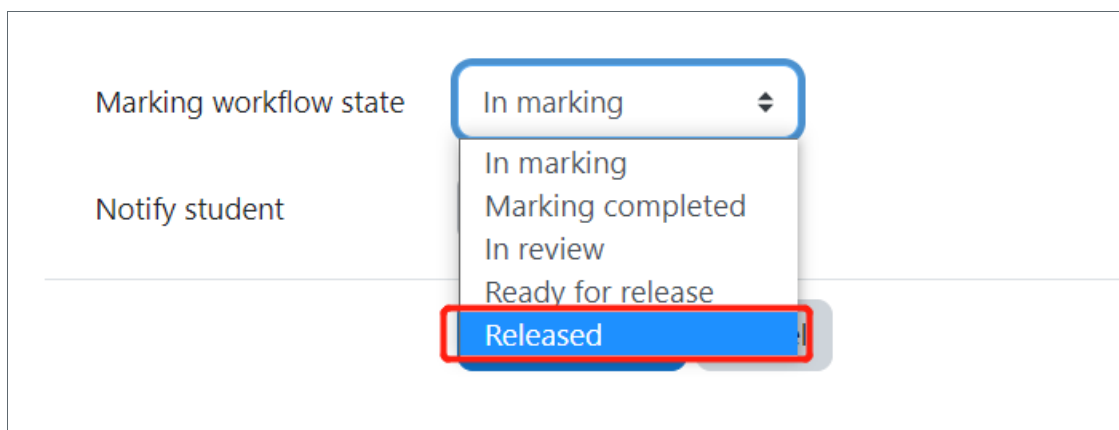 Marking workflow state
In marking
In marking
Marking completed
Notify student
In review
Ready for release
Released